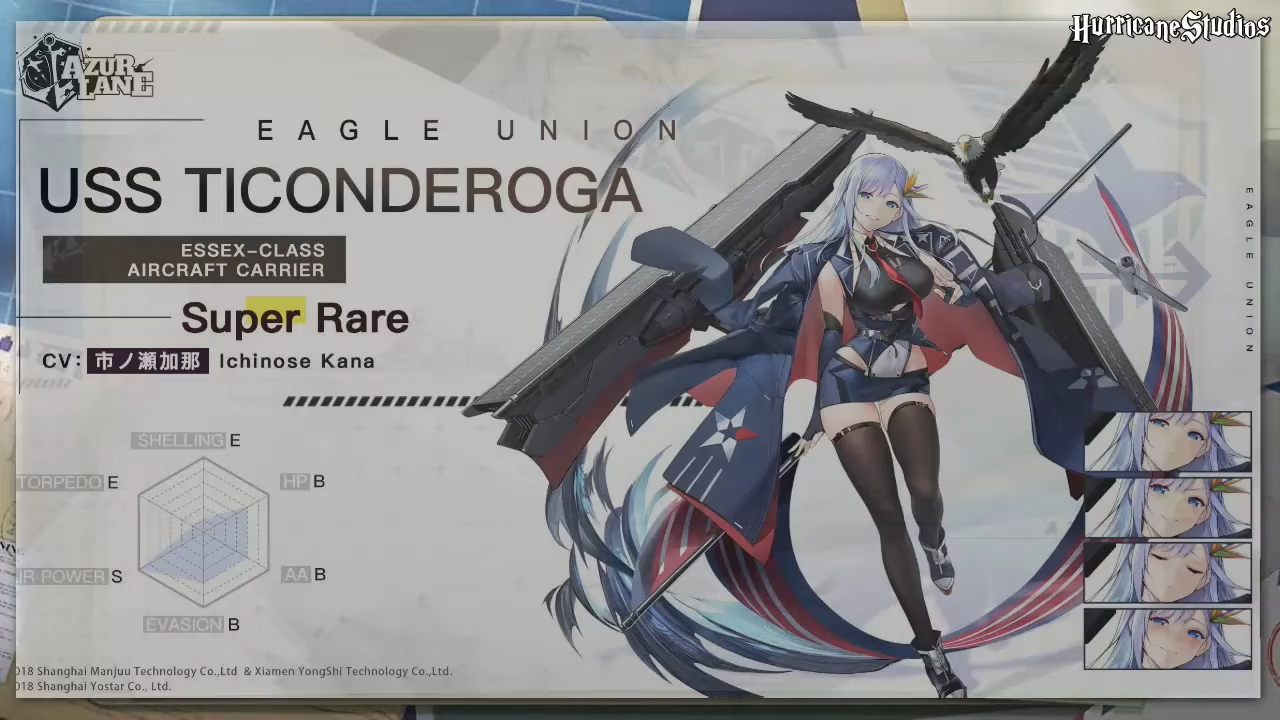 HurricaneStudios
AZUR
LANE
EAGLE UNION
USS TICONDEROGA
ESSEX-CLASS
AIRCRAFT CARRIER
Super Rare
CV: 市ノ瀬加那 Ichinose Kana
SHELLING E
TORPEDO E
HP B
IR POWER S
AA B
EVASION B
EAGLE UNION
018 Shanghai Manjuu Technology Co.,Ltd & Xiamen YongShi Technology Co.,Ltd.
018 Shanghai Yostar Co., Ltd.